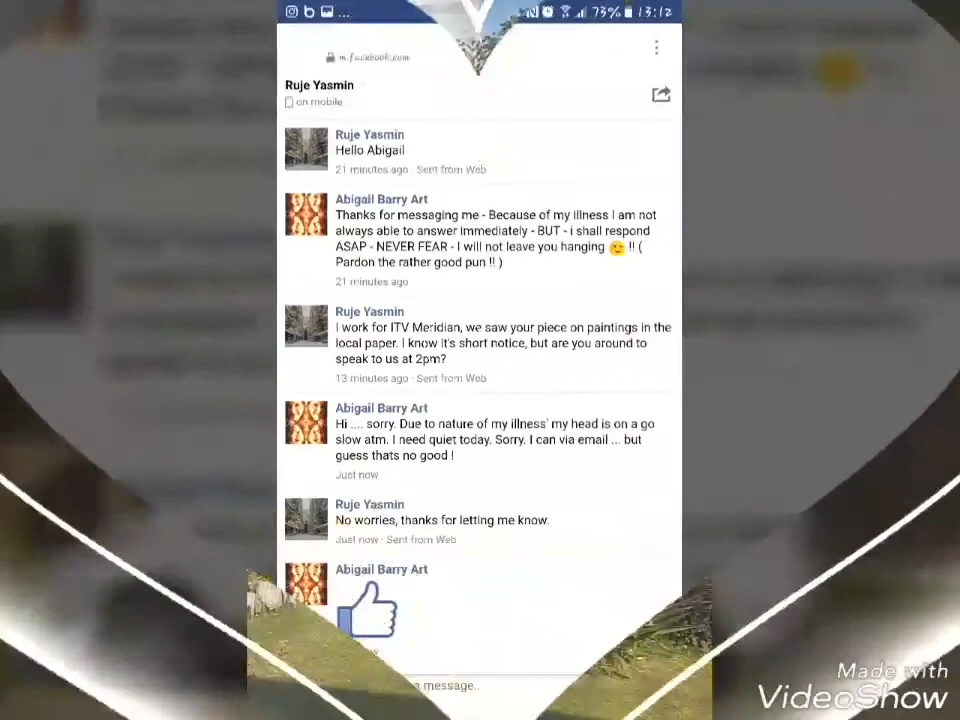 73% 13:12
m.facebook.com
Ruje Yasmin
on mobile
Ruje Yasmin
Hello Abigail
21 minutes ago · Sent from Web
Abigail Barry Art
Thanks for messaging me - Because of my illness I am not
always able to answer immediately - BUT - i shall respond
ASAP - NEVER FEAR - I will not leave you hanging 😉 !! (
Pardon the rather good pun !! )
21 minutes ago
Ruje Yasmin
I work for ITV Meridian, we saw your piece on paintings in the
local paper. I know it's short notice, but are you around to
speak to us at 2pm?
13 minutes ago · Sent from Web
Abigail Barry Art
Hi .... sorry. Due to nature of my illness' my head is on a go
slow atm. I need quiet today. Sorry. I can via email ... but
guess thats no good !
Just now
Ruje Yasmin
No worries, thanks for letting me know.
Just now · Sent from Web
Abigail Barry Art
message..
Made with
VideoShow